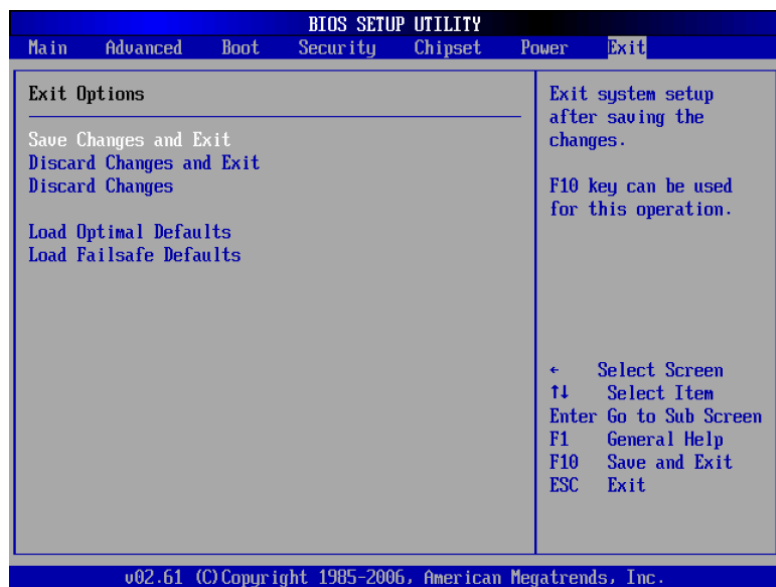 BIOS SETUP UTILITY
Main Advanced Boot Security Chipset Power Exit
Exit Options
Save Changes and Exit
Discard Changes and Exit
Discard Changes
Load Optimal Defaults
Load Failsafe Defaults
Exit system setup
after saving the
changes.
F10 key can be used
for this operation.
← Select Screen
↑↓ Select Item
Enter Go to Sub Screen
F1 General Help
F10 Save and Exit
ESC Exit
v02.61 (C)Copyright 1985-2006, American Megatrends, Inc.